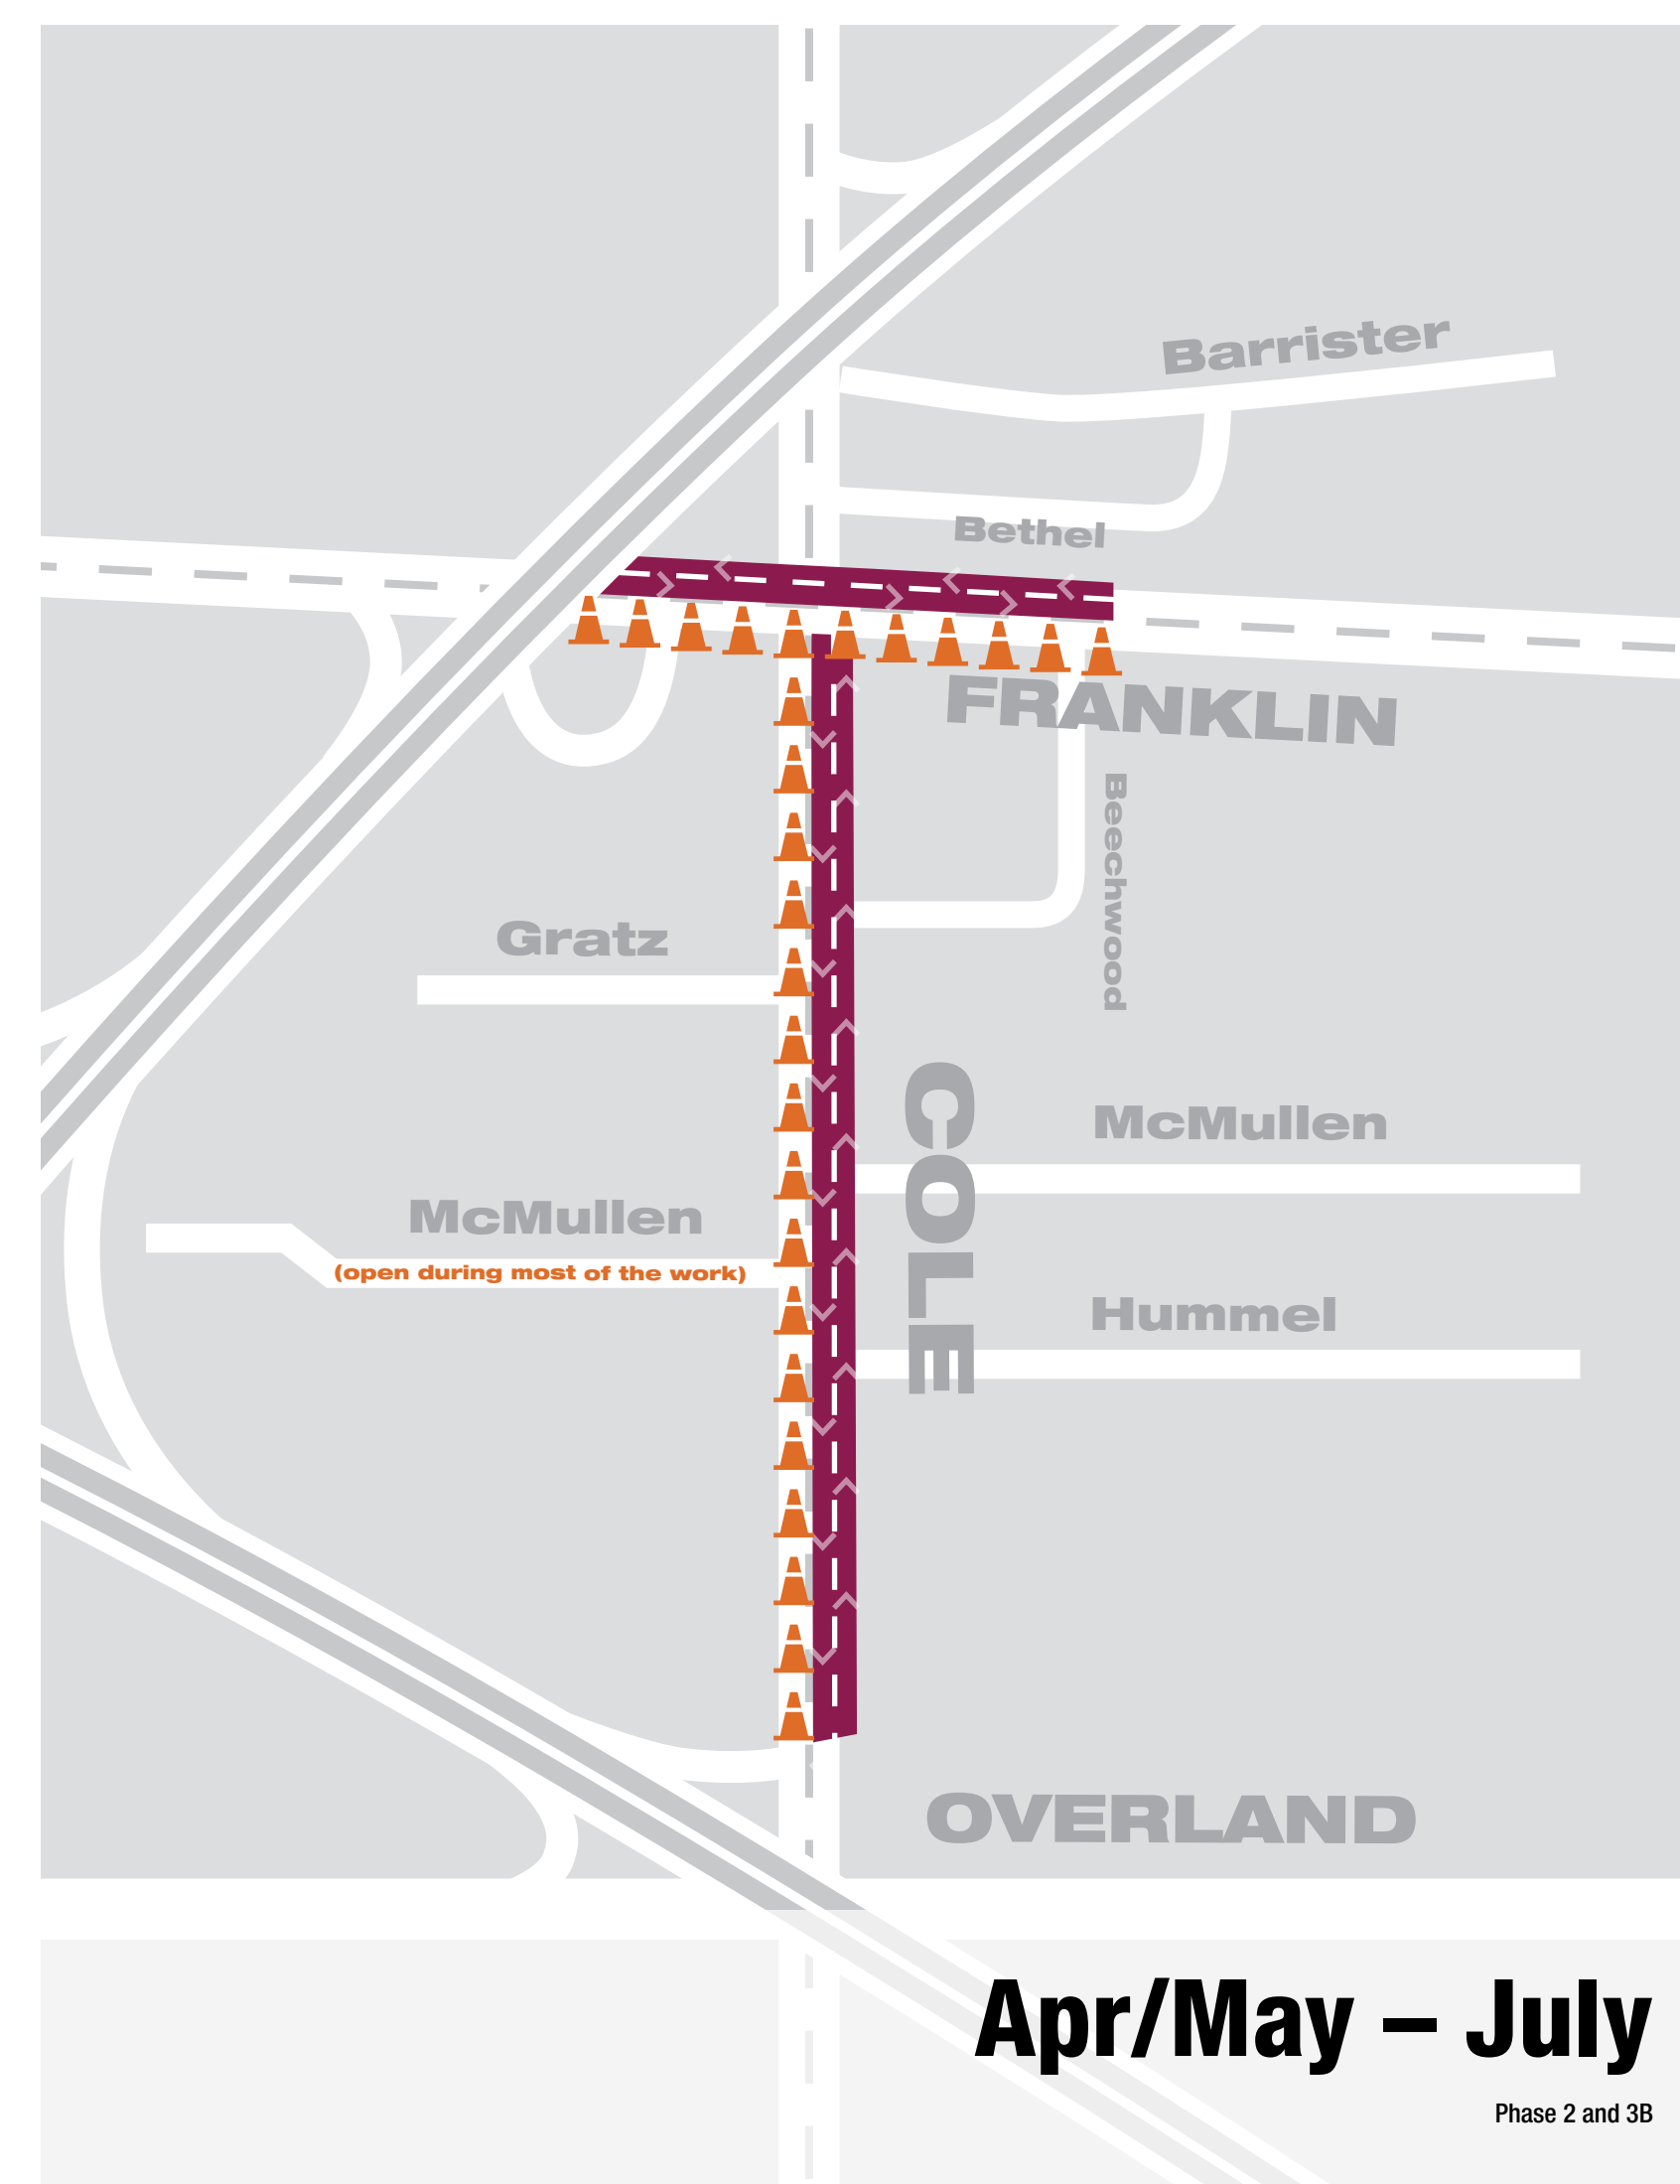 Barrister
Bethel
FRANKLIN
Beechwood
Gratz
COLE
McMullen
McMullen
(open during most of the work)
Hummel
OVERLAND
Apr/May – July
Phase 2 and 3B